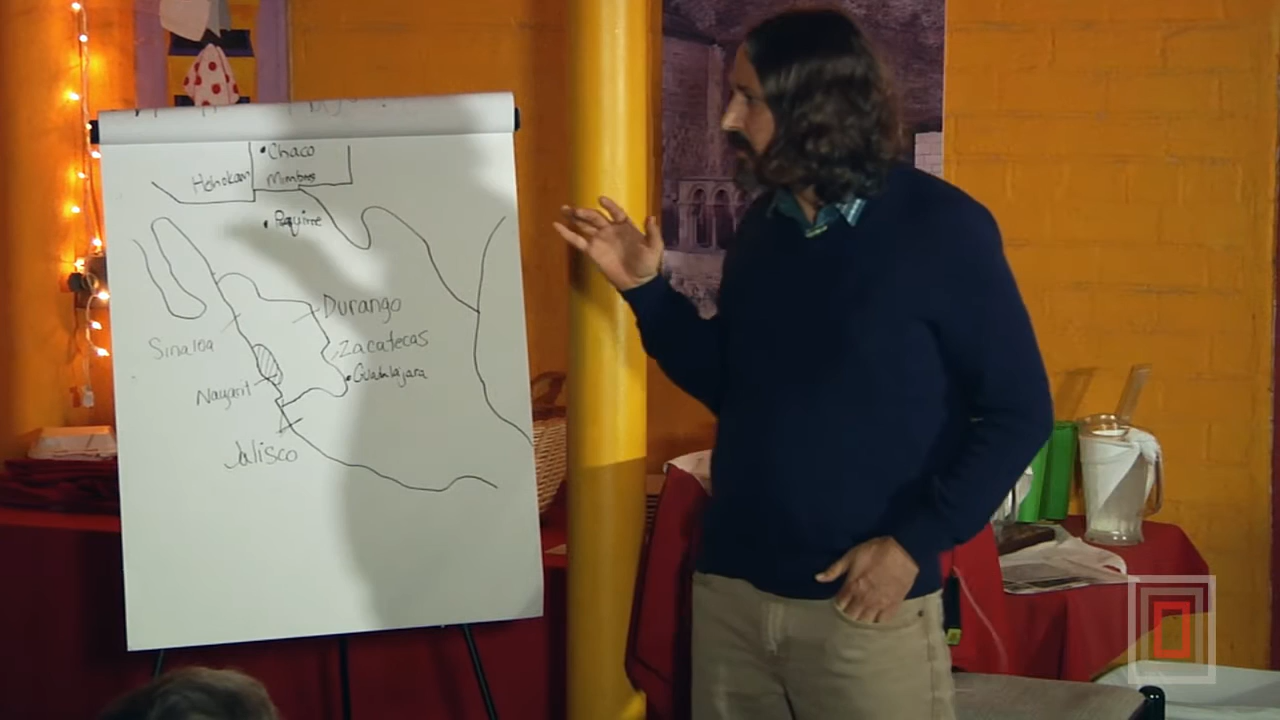 Chaco
Hohokam
Mimbres
Paquime
Durango
Sinaloa
Zacatecas
Guadalajara
Nayarit
Jalisco